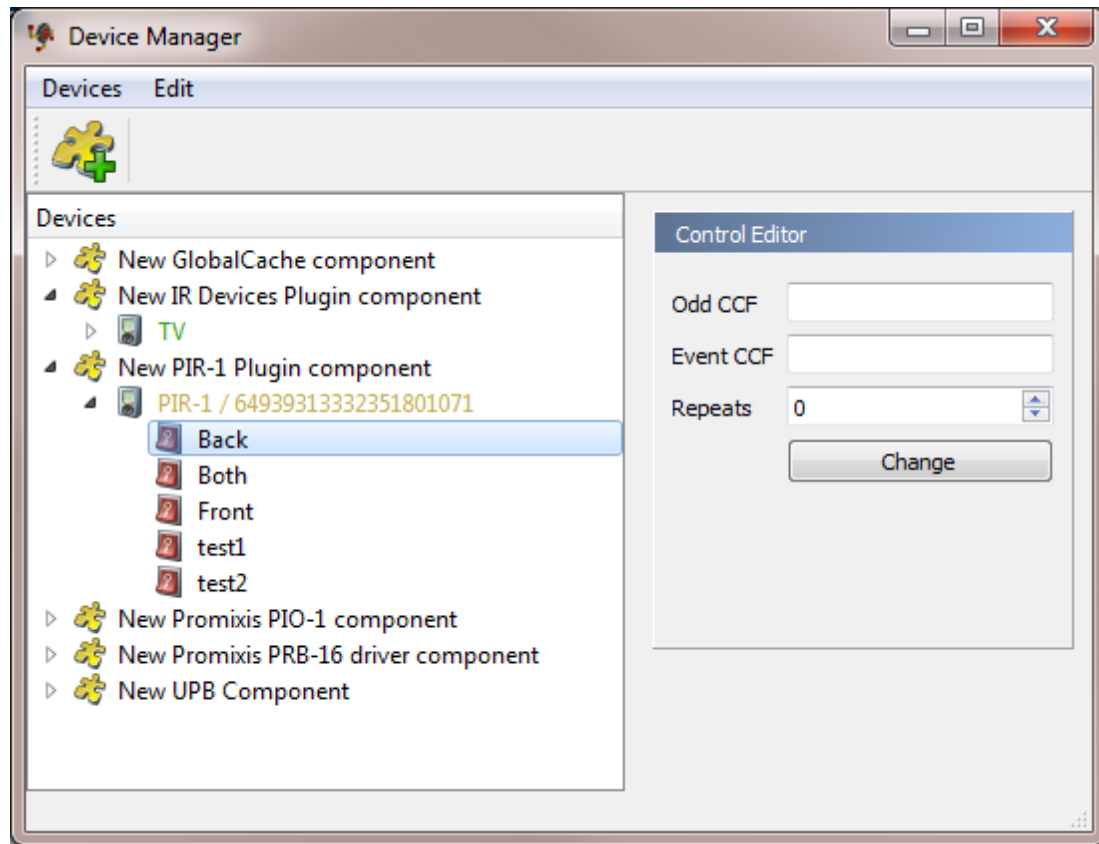 Device Manager
Devices Edit
Devices
New GlobalCache component
New IR Devices Plugin component
TV
New PIR-1 Plugin component
PIR-1 / 64939313332351801071
Back
Both
Front
test1
test2
New Promixis PIO-1 component
New Promixis PRB-16 driver component
New UPB Component
Control Editor
Odd CCF
Event CCF
Repeats 0
Change